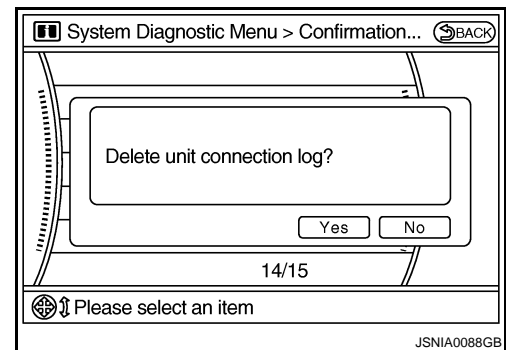 System Diagnostic Menu > Confirmation... BACK
Delete unit connection log?
Yes No
14/15
Please select an item
JSNIA0088GB